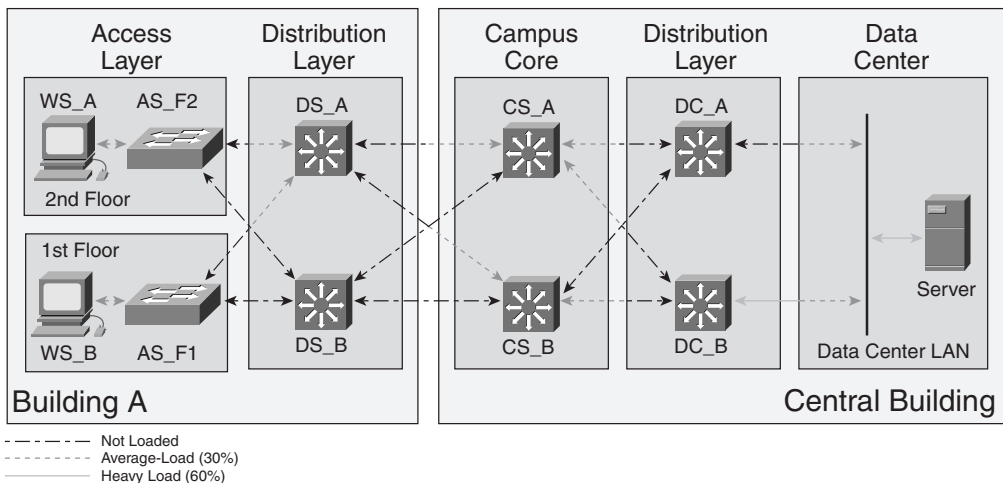 Access
Layer
Distribution
Layer
Campus
Core
Distribution
Layer
Data
Center
WS_A
AS_F2
DS_A
CS_A
DC_A
2nd Floor
1st Floor
Server
WS_B
AS_F1
DS_B
CS_B
DC_B
Data Center LAN
Building A
Central Building
Not Loaded
Average-Load (30%)
Heavy Load (60%)